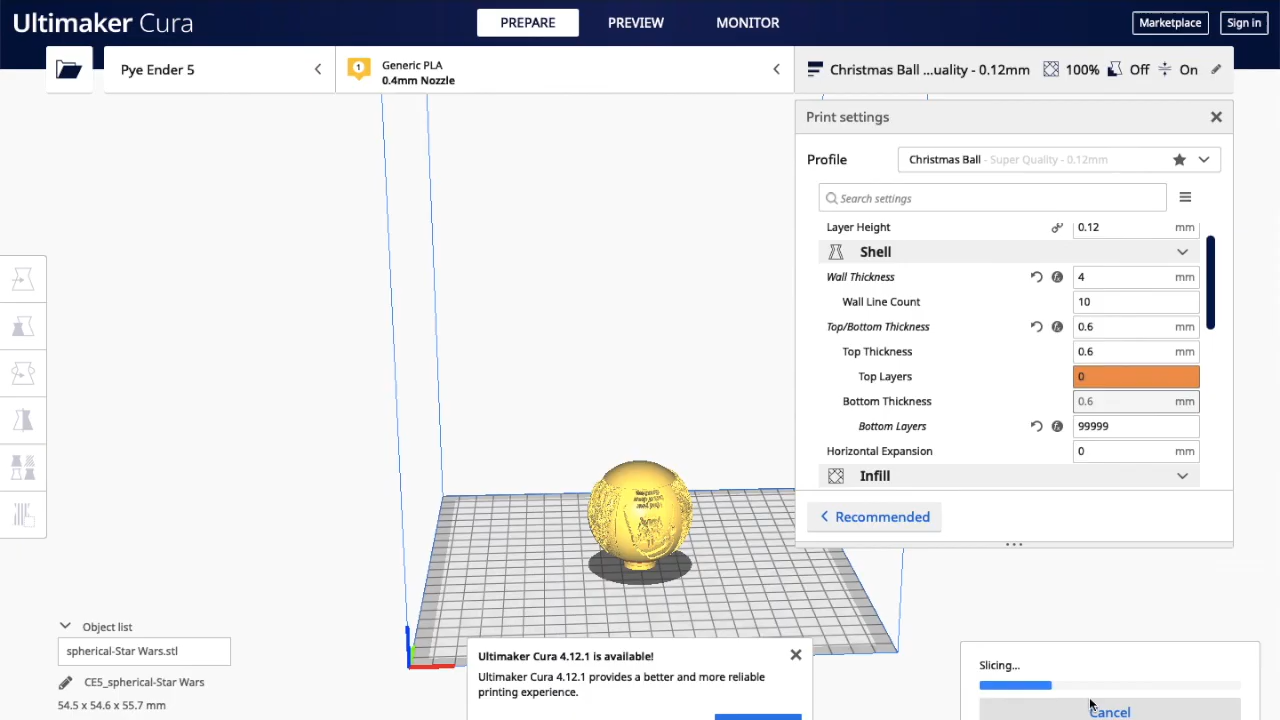 Ultimaker Cura
PREPARE
PREVIEW
MONITOR
Marketplace
Sign in
Pye Ender 5
1
Generic PLA
0.4mm Nozzle
Christmas Ball ...uality - 0.12mm
100%
Off
On
Print settings
Profile
Christmas Ball - Super Quality - 0.12mm
Search settings
Layer Height
0.12 mm
Shell
Wall Thickness
4 mm
Wall Line Count
10
Top/Bottom Thickness
0.6 mm
Top Thickness
0.6 mm
Top Layers
0
Bottom Thickness
0.6 mm
Bottom Layers
99999
Horizontal Expansion
0 mm
Infill
Recommended
Object list
spherical-Star Wars.stl
CE5_spherical-Star Wars
54.5 x 54.6 x 55.7 mm
Ultimaker Cura 4.12.1 is available!
Ultimaker Cura 4.12.1 provides a better and more reliable
printing experience.
Slicing...
Cancel